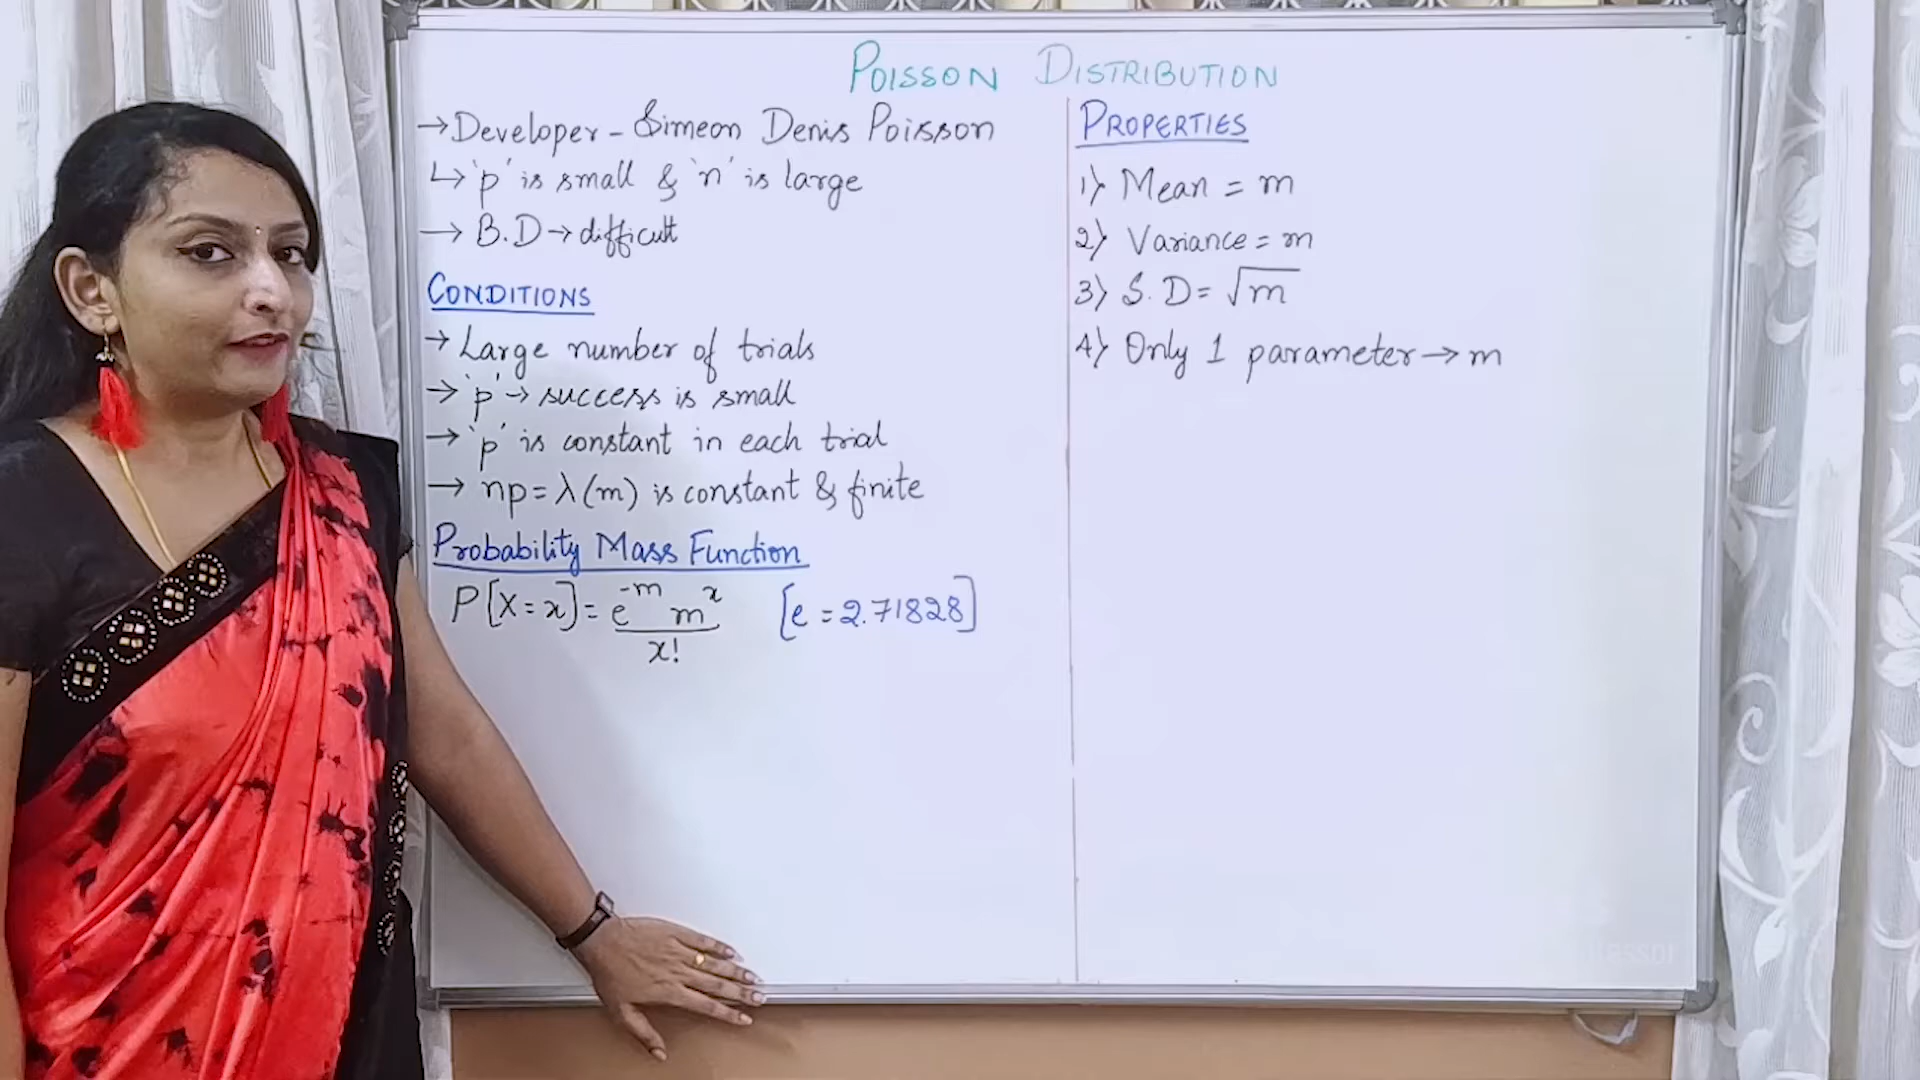 POISSON DISTRIBUTION
→ Developer - Simeon Denis Poisson
↳ 'p' is small & 'n' is large
→ B.D → difficult
CONDITIONS
→ Large number of trials
→ 'p' → success is small
→ 'p' is constant in each trial
→ np = λ(m) is constant & finite
Probability Mass Function
P[X = x] = e^-m m^x / x! [e = 2.71828]
PROPERTIES
1) Mean = m
2) Variance = m
3) S.D = √m
4) Only 1 parameter → m